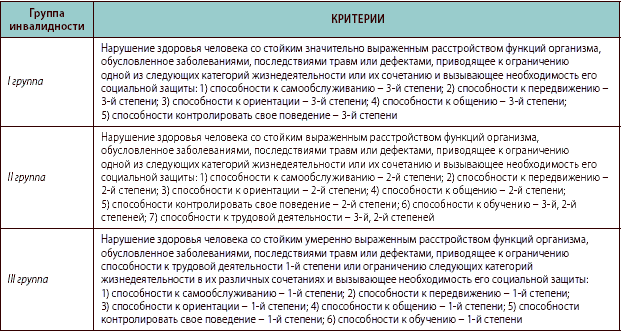 Группа
инвалидности
КРИТЕРИИ
I группа
Нарушение здоровья человека со стойким значительно выраженным расстройством функций организма,
обусловленное заболеваниями, последствиями травм или дефектами, приводящее к ограничению
одной из следующих категорий жизнедеятельности или их сочетанию и вызывающее необходимость его
социальной защиты: 1) способности к самообслуживанию – 3-й степени; 2) способности к передвижению –
3-й степени; 3) способности к ориентации – 3-й степени; 4) способности к общению – 3-й степени;
5) способности контролировать свое поведение – 3-й степени
II группа
Нарушение здоровья человека со стойким выраженным расстройством функций организма,
обусловленное заболеваниями, последствиями травм или дефектами, приводящее к ограничению
одной из следующих категорий жизнедеятельности или их сочетанию и вызывающее необходимость его
социальной защиты: 1) способности к самообслуживанию – 2-й степени; 2) способности к передвижению –
2-й степени; 3) способности к ориентации – 2-й степени; 4) способности к общению – 2-й степени;
5) способности контролировать свое поведение – 2-й степени; 6) способности к обучению – 3-й, 2-й
степеней; 7) способности к трудовой деятельности – 3-й, 2-й степеней
III группа
Нарушение здоровья человека со стойким умеренно выраженным расстройством функций организма,
обусловленное заболеваниями, последствиями травм или дефектами, приводящее к ограничению
способности к трудовой деятельности 1-й степени или ограничению следующих категорий
жизнедеятельности в их различных сочетаниях и вызывающее необходимость его социальной защиты:
1) способности к самообслуживанию – 1-й степени; 2) способности к передвижению – 1-й степени;
3) способности к ориентации – 1-й степени; 4) способности к общению – 1-й степени; 5) способности
контролировать свое поведение – 1-й степени; 6) способности к обучению – 1-й степени